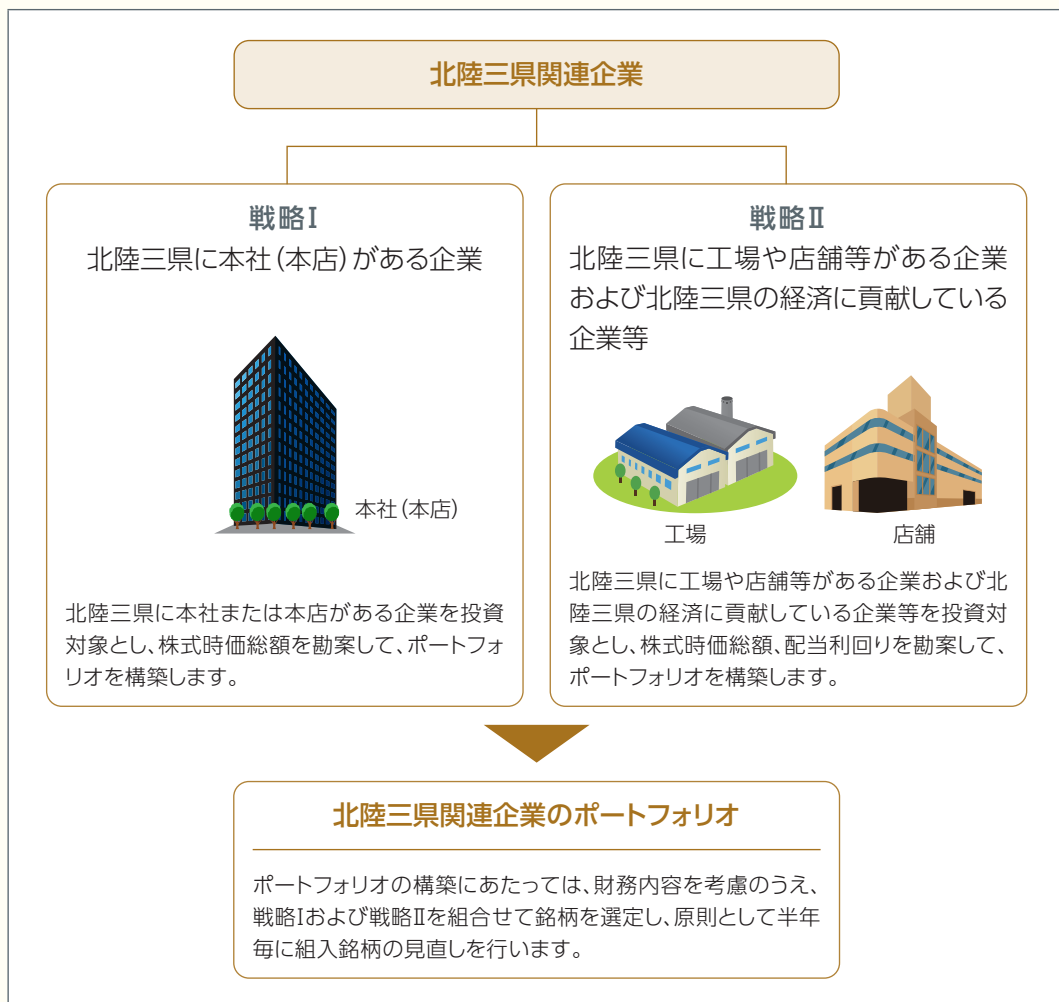 北陸三県関連企業
戦略Ⅰ
北陸三県に本社(本店)がある企業
本社(本店)
北陸三県に本社または本店がある企業を投資
対象とし、株式時価総額を勘案して、ポートフォ
リオを構築します。
戦略Ⅱ
北陸三県に工場や店舗等がある企業
および北陸三県の経済に貢献している
企業等
工場
店舗
北陸三県に工場や店舗等がある企業および北
陸三県の経済に貢献している企業等を投資対
象とし、株式時価総額、配当利回りを勘案して、
ポートフォリオを構築します。
北陸三県関連企業のポートフォリオ
ポートフォリオの構築にあたっては、財務内容を考慮のうえ、
戦略Ⅰおよび戦略Ⅱを組合せて銘柄を選定し、原則として半年
毎に組入銘柄の見直しを行います。